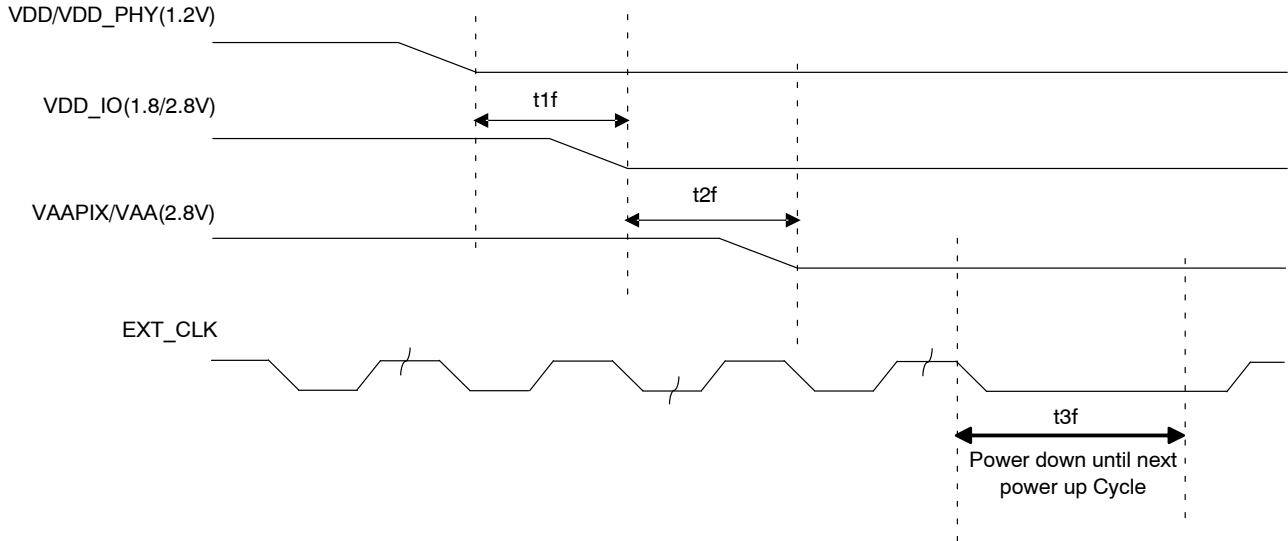 VDD/VDD_PHY(1.2V)
t1f
VDD_IO(1.8/2.8V)
t2f
VAAPIX/VAA(2.8V)
EXT_CLK
t3f
Power down until next
power up Cycle